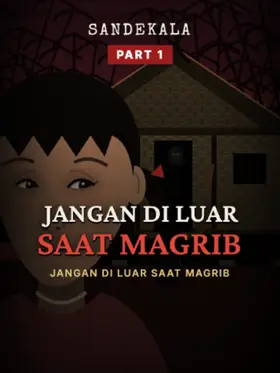 SANDEKALA
PART 1
JANGAN DI LUAR
SAAT MAGRIB
JANGAN DI LUAR SAAT MAGRIB